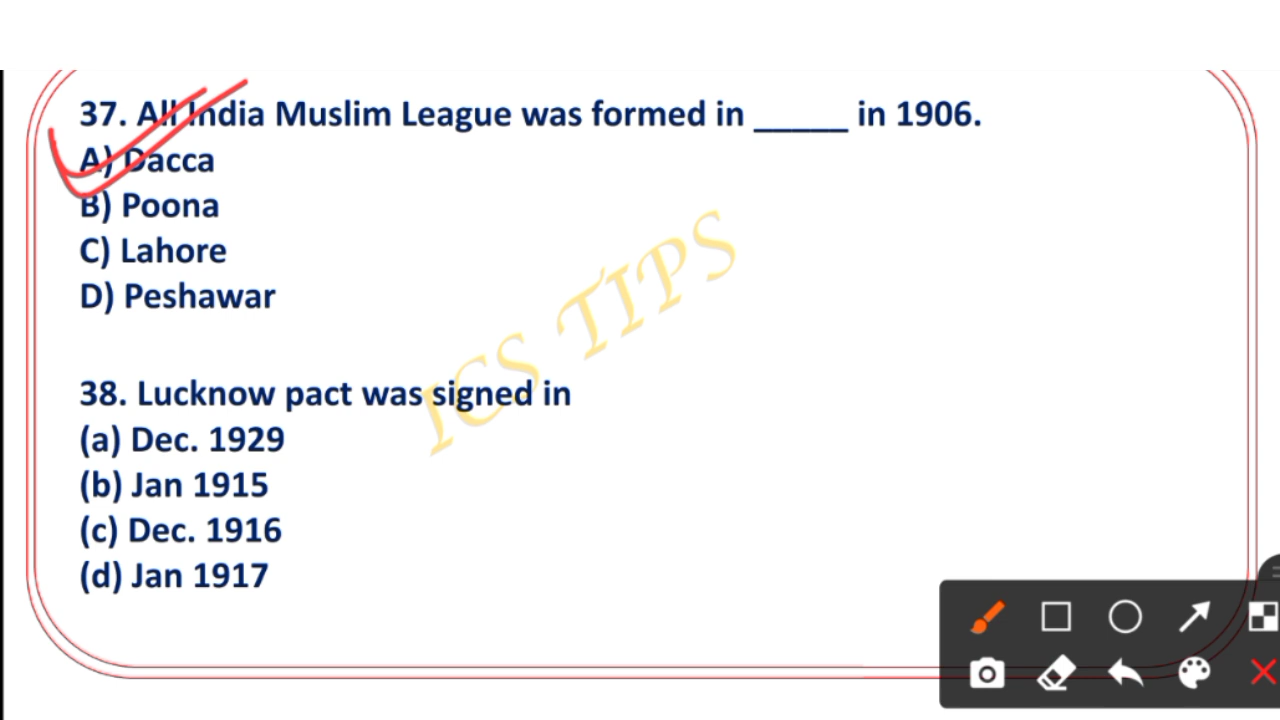 37. All India Muslim League was formed in _____ in 1906.
A) Dacca
B) Poona
C) Lahore
D) Peshawar
ICS TIPS
38. Lucknow pact was signed in
(a) Dec. 1929
(b) Jan 1915
(c) Dec. 1916
(d) Jan 1917